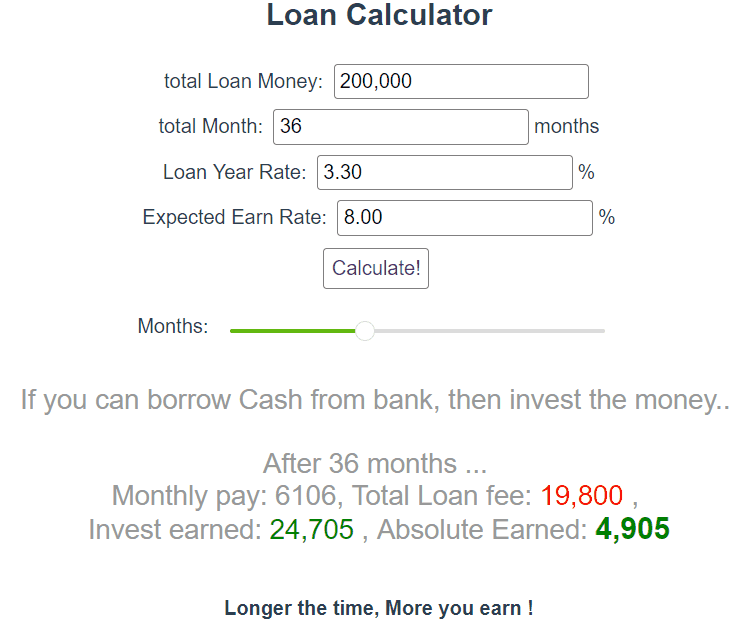 Loan Calculator
total Loan Money: 200,000
total Month: 36 months
Loan Year Rate: 3.30 %
Expected Earn Rate: 8.00 %
Calculate!
Months:
If you can borrow Cash from bank, then invest the money..
After 36 months ...
Monthly pay: 6106, Total Loan fee: 19,800 ,
Invest earned: 24,705 , Absolute Earned: 4,905
Longer the time, More you earn !